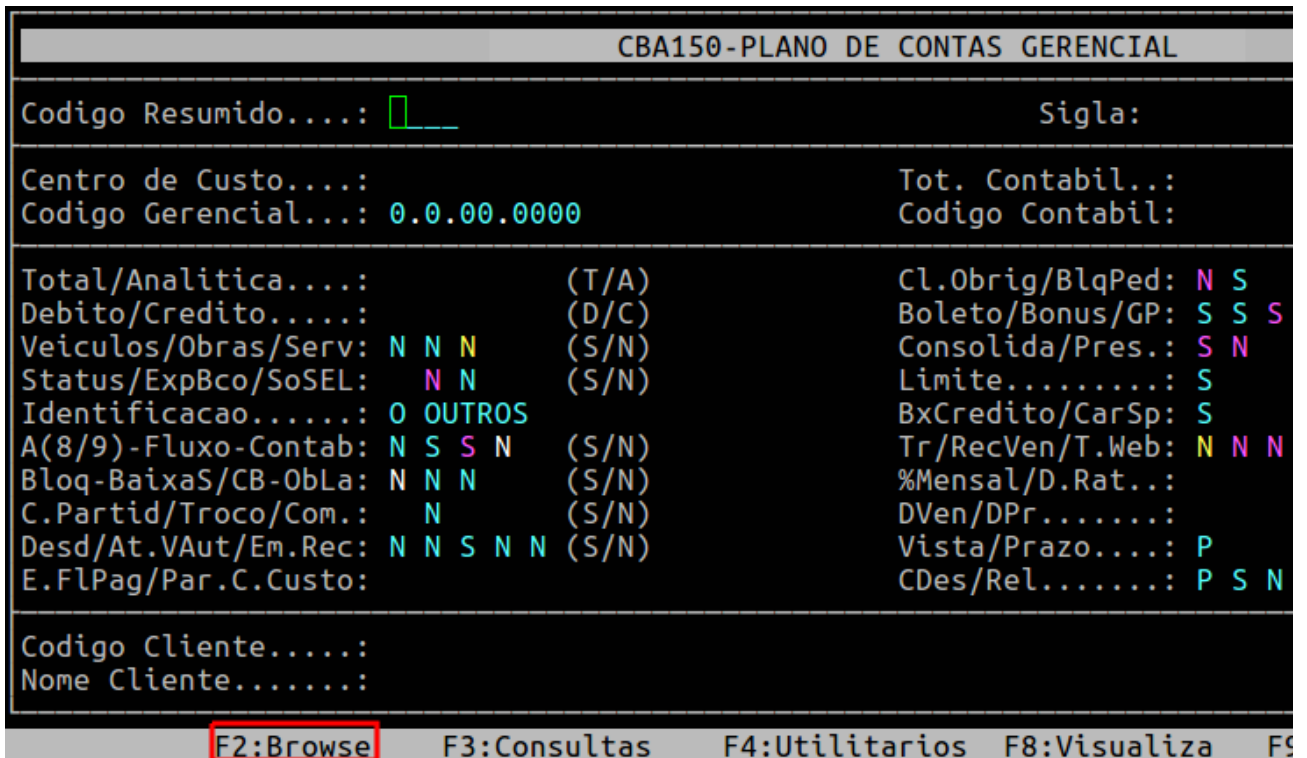 CBA150-PLANO DE CONTAS GERENCIAL
Codigo Resumido....: ___ Sigla:
Centro de Custo....: Tot. Contabil..:
Codigo Gerencial...: 0.0.00.0000 Codigo Contabil:
Total/Analitica....: (T/A) Cl.Obrig/BlqPed: N S
Debito/Credito.....: (D/C) Boleto/Bonus/GP: S S S
Veiculos/Obras/Serv: N N N (S/N) Consolida/Pres.: S N
Status/ExpBco/SoSEL: N N (S/N) Limite.........: S
Identificacao......: O OUTROS BxCredito/CarSp: S
A(8/9)-Fluxo-Contab: N S S N (S/N) Tr/RecVen/T.Web: N N N
Bloq-BaixaS/CB-ObLa: N N N (S/N) %Mensal/D.Rat..:
C.Partid/Troco/Com.: N (S/N) DVen/DPr.......:
Desd/At.VAut/Em.Rec: N N S N N (S/N) Vista/Prazo....: P
E.FlPag/Par.C.Custo: CDes/Rel.......: P S N
Codigo Cliente.....:
Nome Cliente.......:
F2:Browse F3:Consultas F4:Utilitarios F8:Visualiza F9